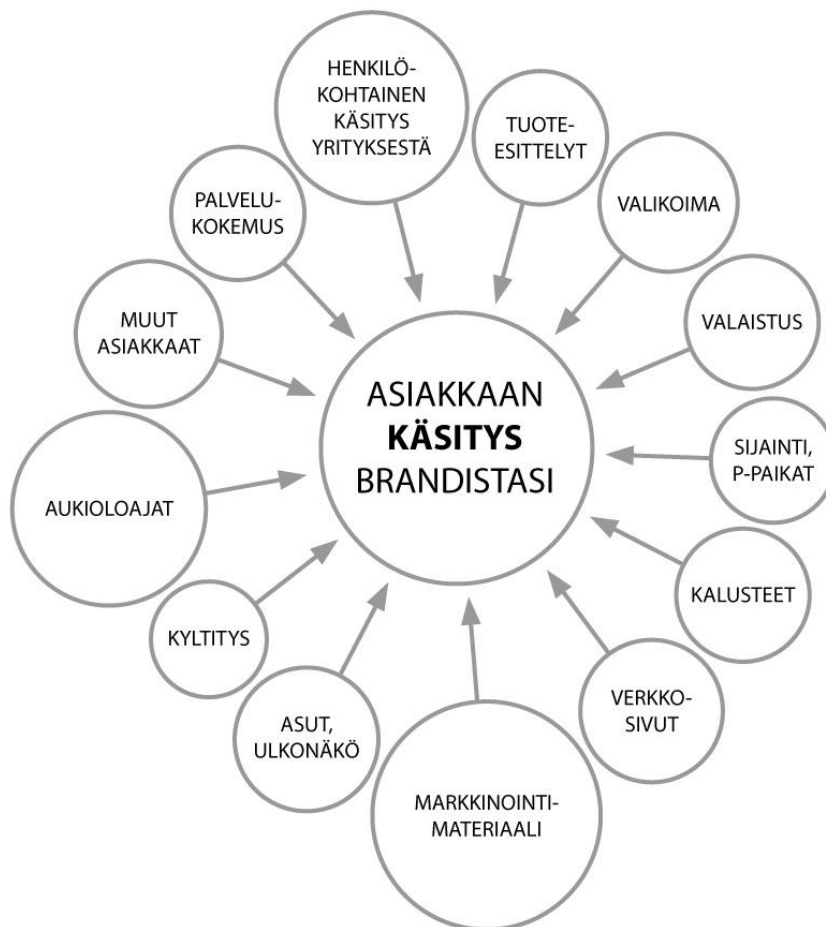 HENKILÖ-
KOHTAINEN
KÄSITYS
YRITYKSESTÄ
TUOTE-
ESITTELYT
VALIKOIMA
VALAISTUS
SIJAINTI,
P-PAIKAT
KALUSTEET
VERKKO-
SIVUT
MARKKINOINTI-
MATERIAALI
ASUT,
ULKONÄKÖ
KYLTITYS
AUKIOLOAJAT
MUUT
ASIAKKAAT
PALVELU-
KOKEMUS
ASIAKKAAN
KÄSITYS
BRANDISTASI